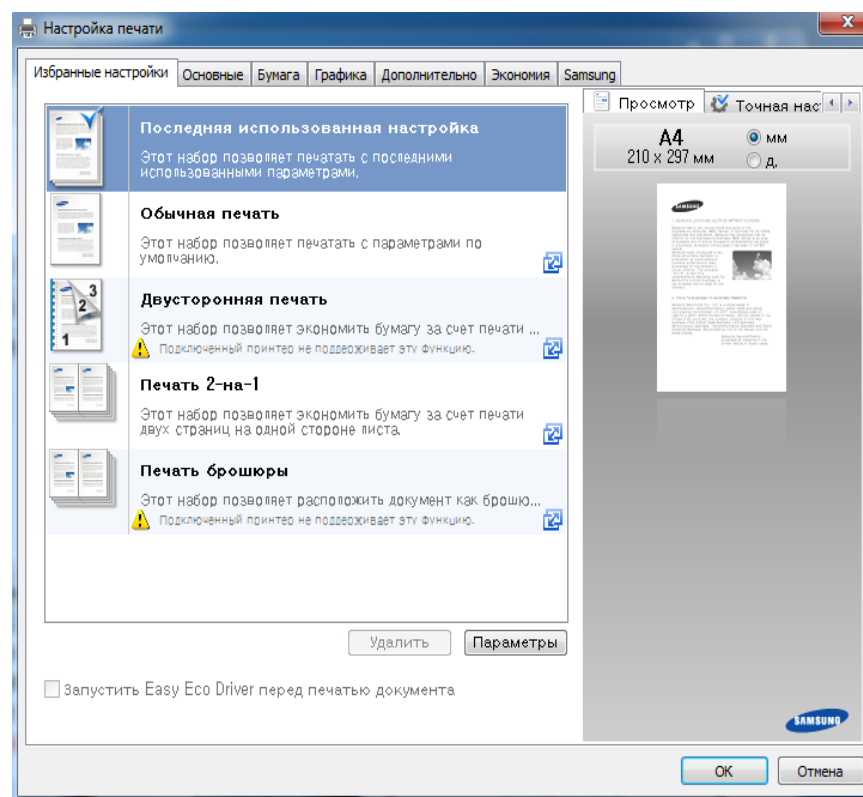 Настройка печати
Избранные настройки Основные Бумага Графика Дополнительно Экономия Samsung
Просмотр Точная нас
Последняя использованная настройка
Этот набор позволяет печатать с последними
использованными параметрами.
Обычная печать
Этот набор позволяет печатать с параметрами по
умолчанию.
Двусторонняя печать
Этот набор позволяет экономить бумагу за счет печати ...
Подключенный принтер не поддерживает эту функцию.
Печать 2-на-1
Этот набор позволяет экономить бумагу за счет печати
двух страниц на одной стороне листа.
Печать брошюры
Этот набор позволяет расположить документ как брошю...
Подключенный принтер не поддерживает эту функцию.
Удалить Параметры
Запустить Easy Eco Driver перед печатью документа
A4
210 x 297 мм
мм
д.
3
2
1
SAMSUNG
SAMSUNG
OK Отмена